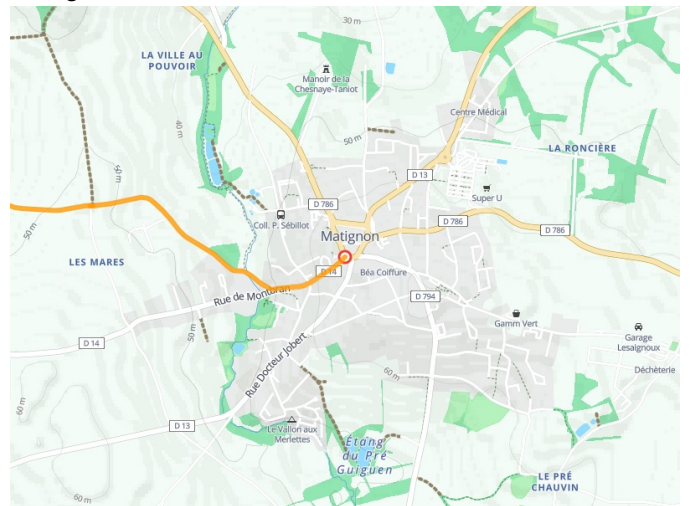 30 m
LA VILLE AU
POUVOIR
Manoir de la
Chesnaye-Taniot
Centre Médical
40 m
50 m
LA RONCIÈRE
50 m
D 13
Super U
D 786
Coll. P. Sébillot
D 786
D 786
50 m
Matignon
LES MARES
D 14
Béa Coiffure
Rue de Montbran
D 794
Gamm Vert
D 14
50 m
Garage
Lesaignoux
Rue Docteur Jobert
Déchèterie
60 m
60 m
D 13
Le Vallon aux
Merlettes
Étang
du Pré
Guiguen
LE PRÉ
CHAUVIN
60 m